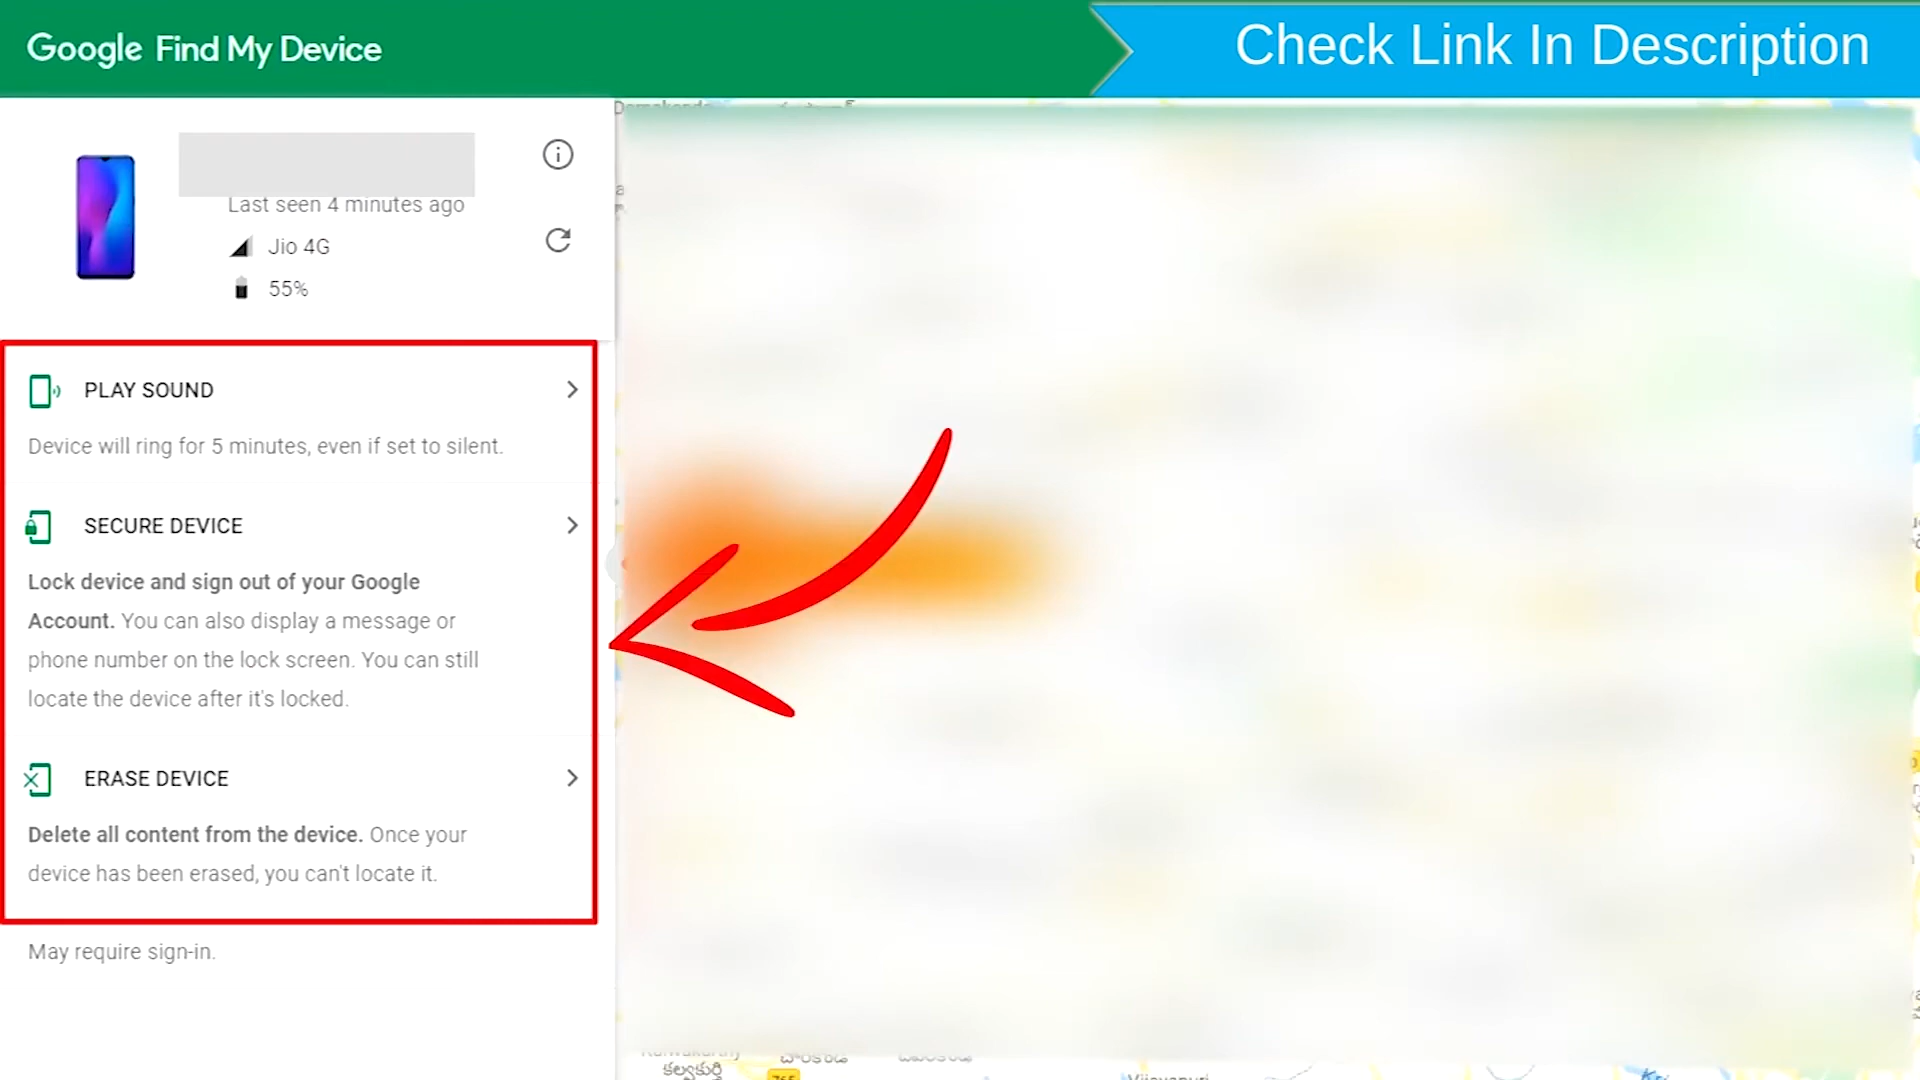 Google Find My Device
Check Link In Description
Last seen 4 minutes ago
Jio 4G
55%
PLAY SOUND
Device will ring for 5 minutes, even if set to silent.
SECURE DEVICE
Lock device and sign out of your Google
Account. You can also display a message or
phone number on the lock screen. You can still
locate the device after it's locked.
ERASE DEVICE
Delete all content from the device. Once your
device has been erased, you can't locate it.
May require sign-in.
కల్వకుర్తి